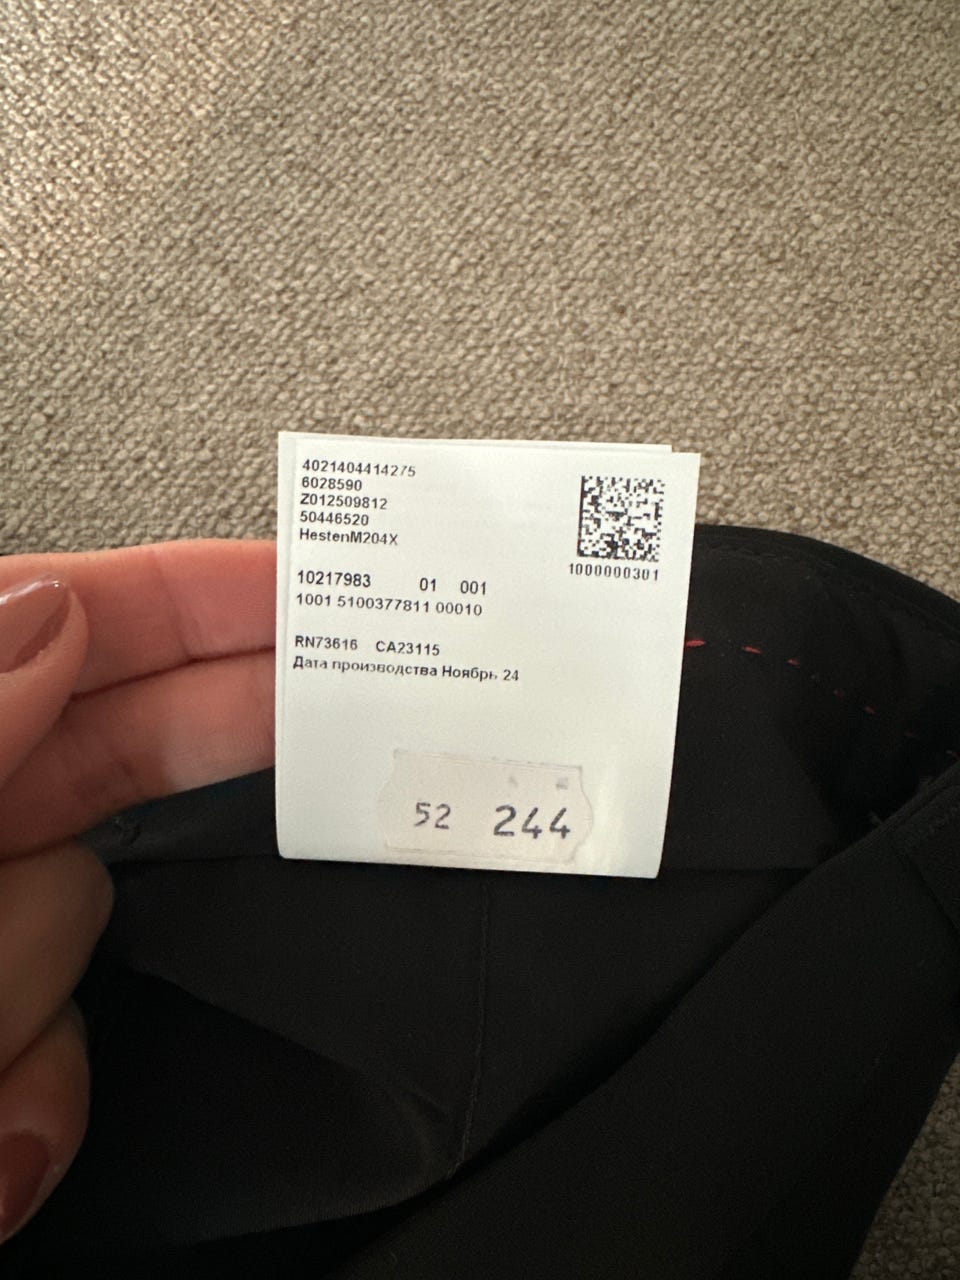 4021404414275
6028590
Z012509812
50446520
HestenM204X
1000000301
10217983 01 001
1001 5100377811 00010
RN73616 CA23115
Дата производства Ноябрь 24
52 244